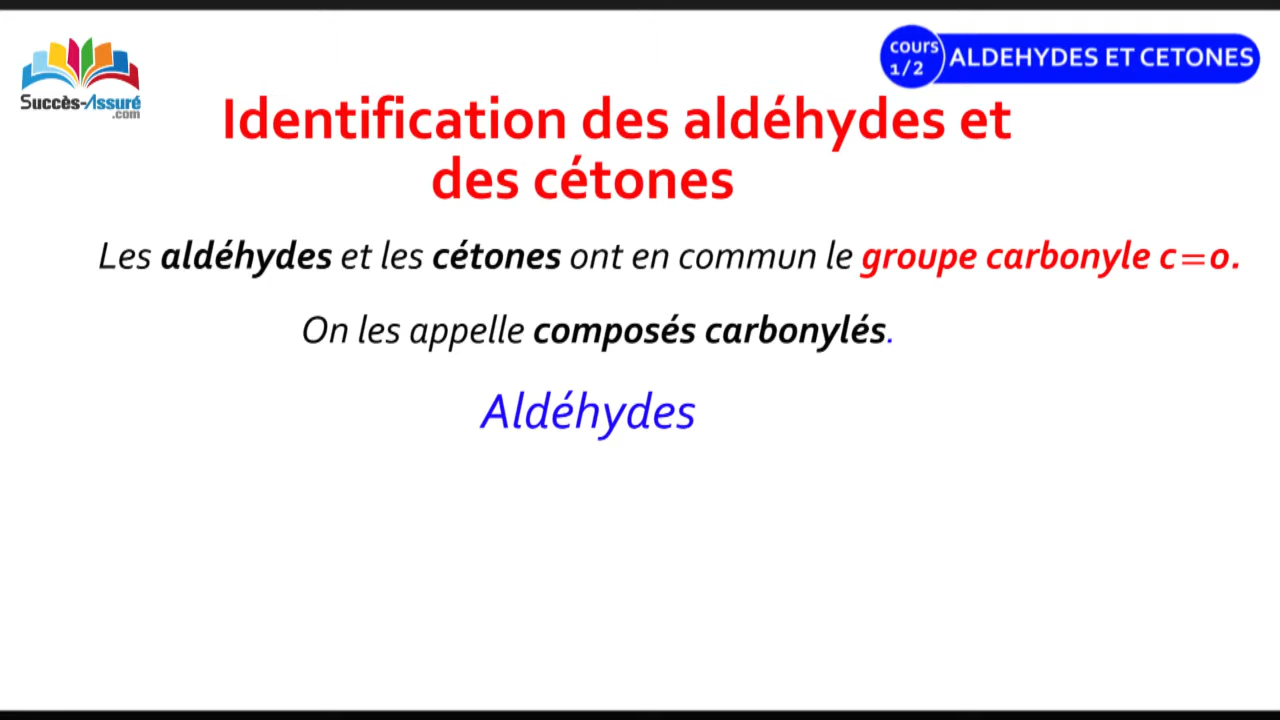 cours
1/2
ALDEHYDES ET CETONES
Succès-Assuré
.com
Identification des aldéhydes et
des cétones
Les aldéhydes et les cétones ont en commun le groupe carbonyle c=o.
On les appelle composés carbonylés.
Aldéhydes